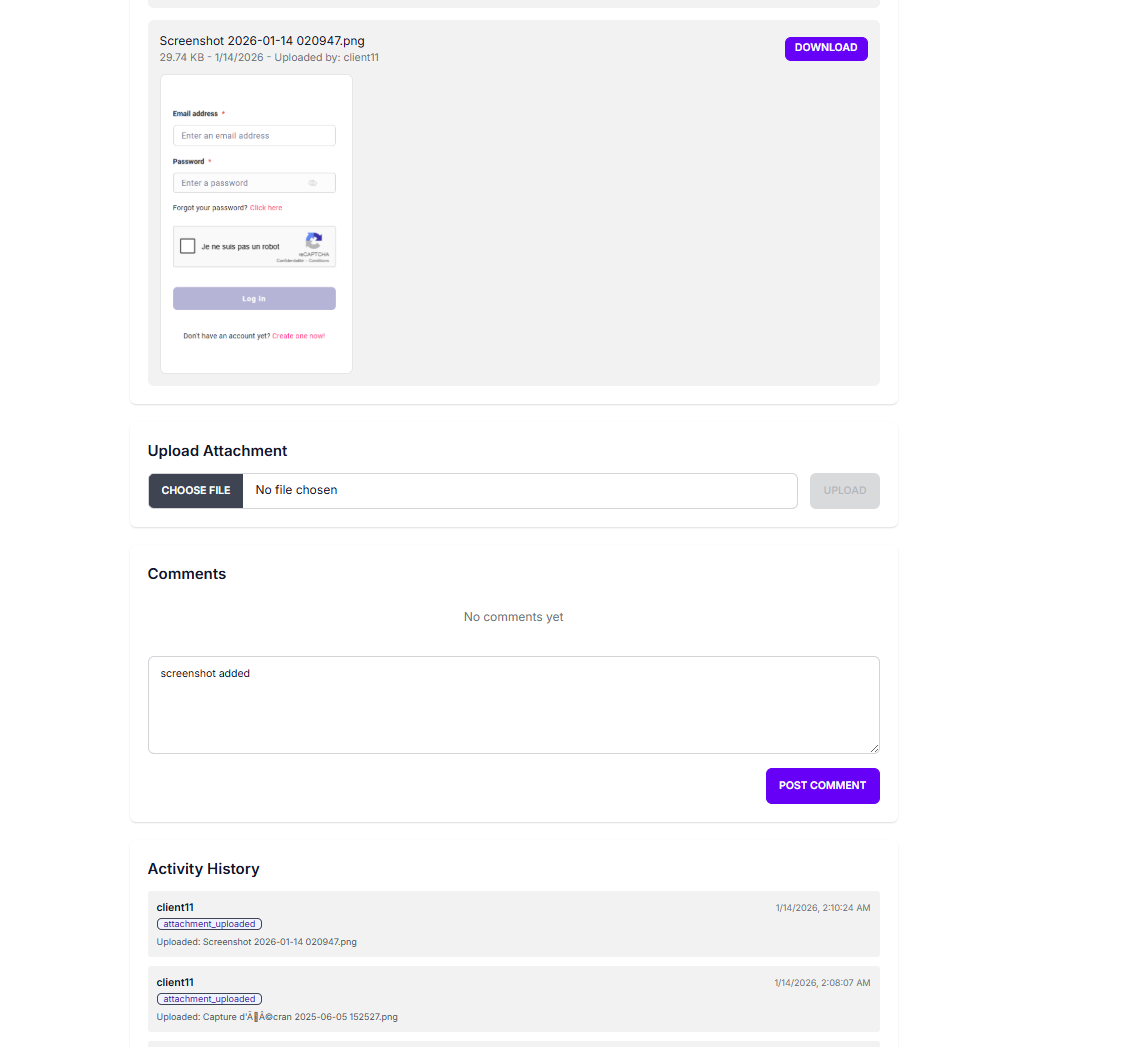 Screenshot 2026-01-14 020947.png
DOWNLOAD
29.74 KB - 1/14/2026 - Uploaded by: client11
Email address *
Enter an email address
Password *
Enter a password
Forgot your password? Click here
Je ne suis pas un robot
reCAPTCHA
Confidentialité - Conditions
Log In
Don't have an account yet? Create one now!
Upload Attachment
CHOOSE FILE No file chosen UPLOAD
Comments
No comments yet
screenshot added
POST COMMENT
Activity History
client11 1/14/2026, 2:10:24 AM
attachment_uploaded
Uploaded: Screenshot 2026-01-14 020947.png
client11 1/14/2026, 2:08:07 AM
attachment_uploaded
Uploaded: Capture 2025-06-05 152527.png